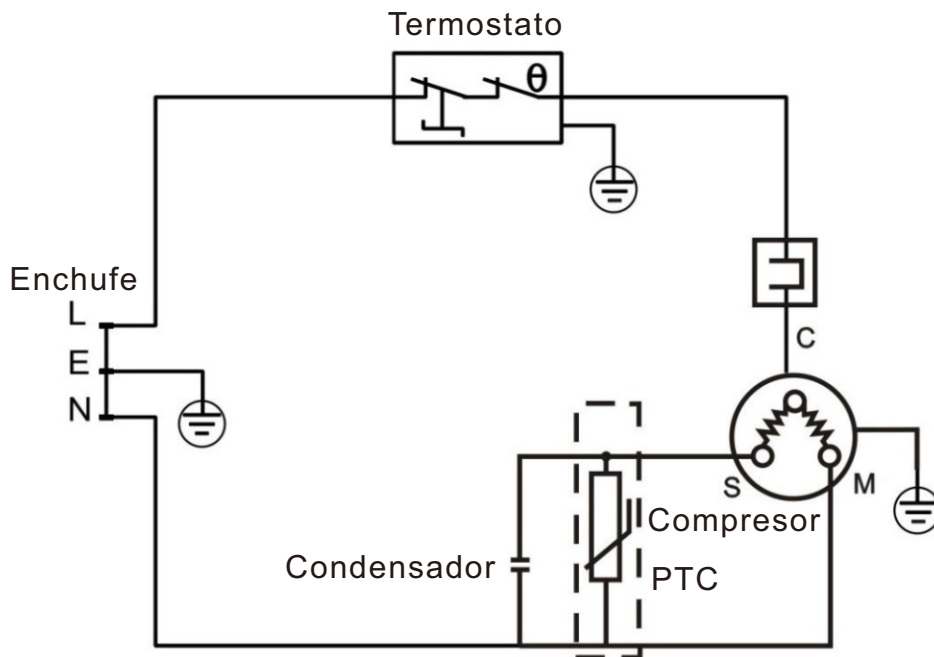 Termostato
θ
Enchufe
L
E
N
C
S
M
Compresor
Condensador
PTC